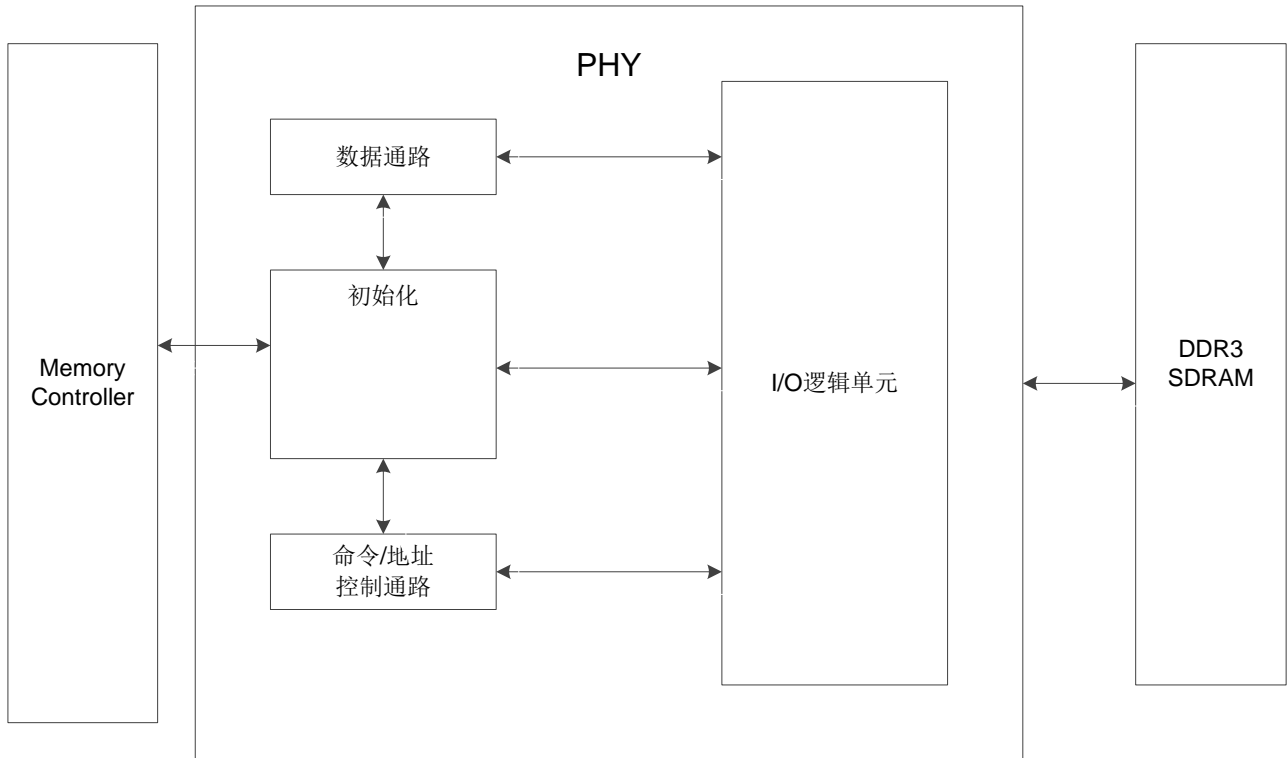 PHY
数据通路
初始化
Memory
Controller
I/O逻辑单元
DDR3
SDRAM
命令/地址
控制通路